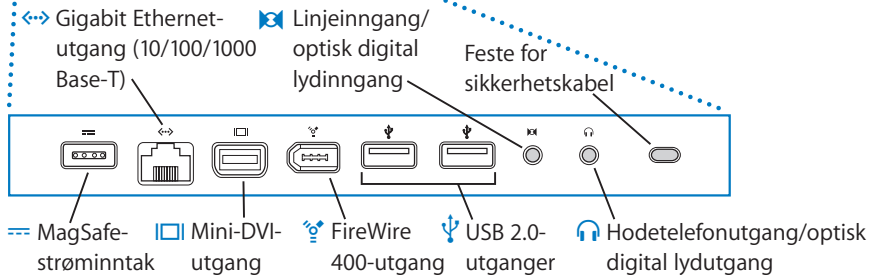 Gigabit Ethernet-
utgang (10/100/1000
Base-T)
Linjeinngang/
optisk digital
lydinngang
Feste for
sikkerhetskabel
MagSafe-
strøminntak
Mini-DVI-
utgang
FireWire
400-utgang
USB 2.0-
utganger
Hodetelefonutgang/optisk
digital lydutgang